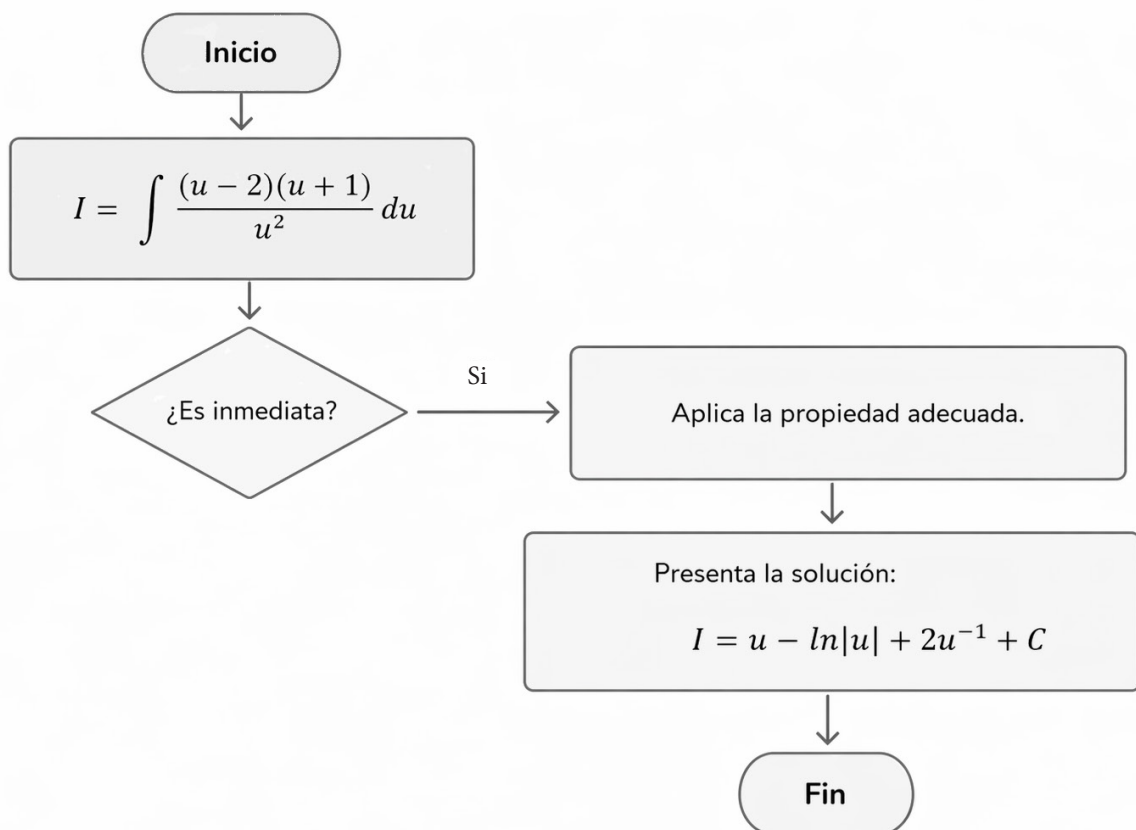 Inicio
I = ∫ (u − 2)(u + 1) / u² du
¿Es inmediata?
Si
Aplica la propiedad adecuada.
Presenta la solución:
I = u − ln|u| + 2u⁻¹ + C
Fin